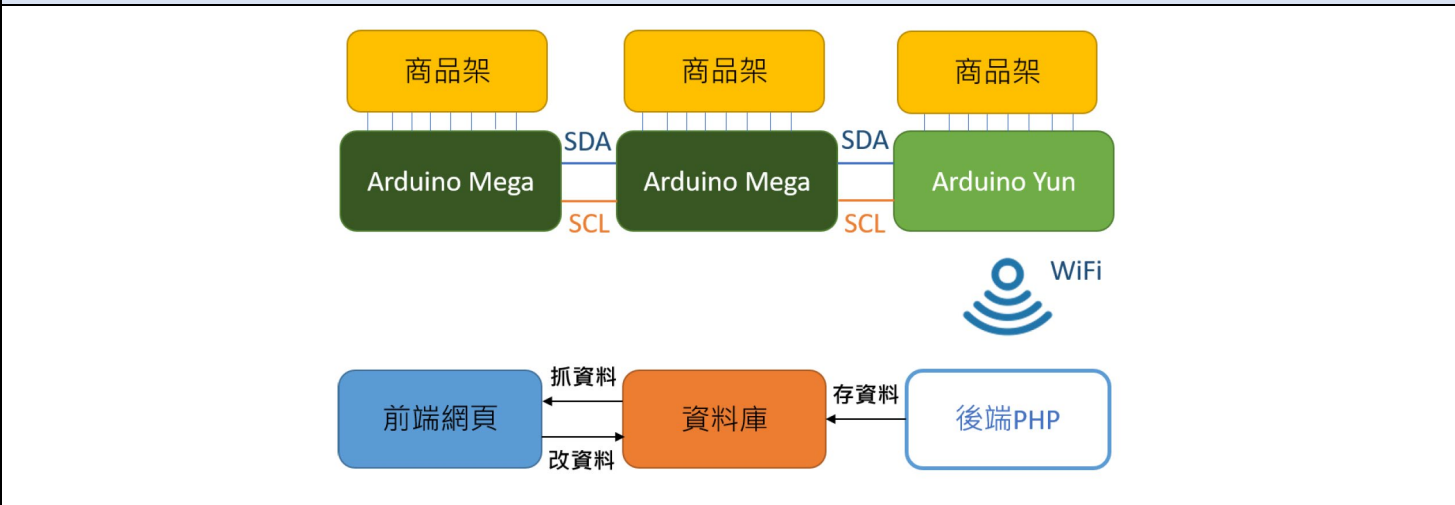 商品架
商品架
商品架
SDA
SDA
Arduino Mega
Arduino Mega
Arduino Yun
SCL
SCL
WiFi
抓資料
存資料
前端網頁
資料庫
後端PHP
改資料